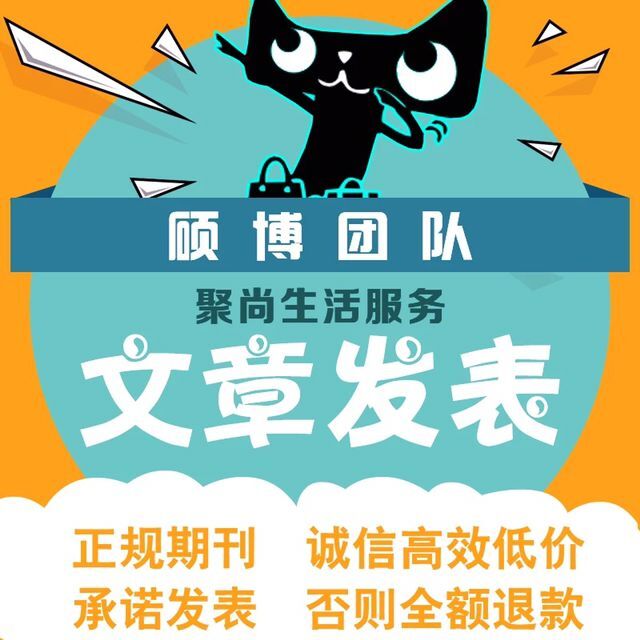 硕博团队
聚尚生活服务
文章发表
正规期刊 诚信高效低价
承诺发表 否则全额退款